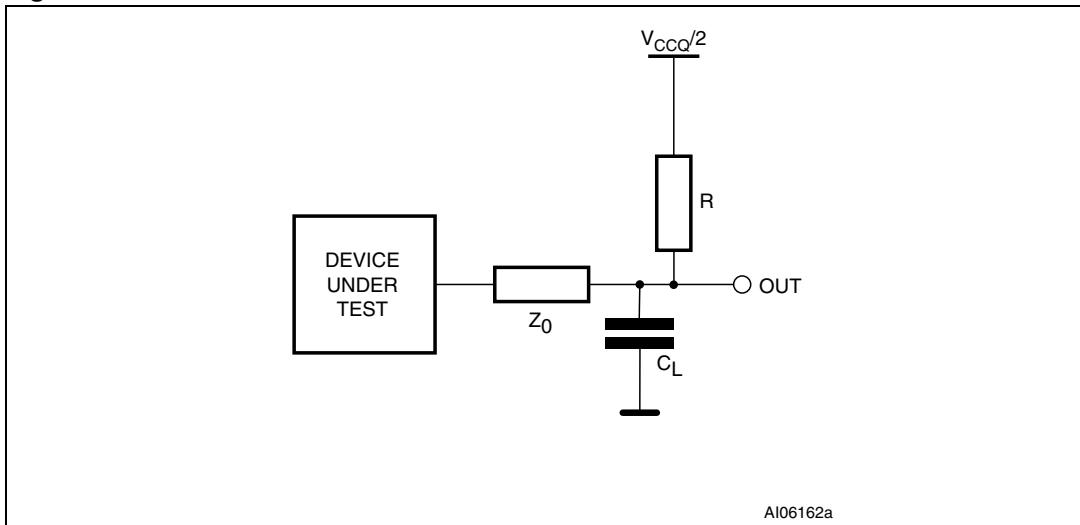 V_CCQ/2
R
DEVICE
UNDER
TEST
OUT
Z_0
C_L
AI06162a